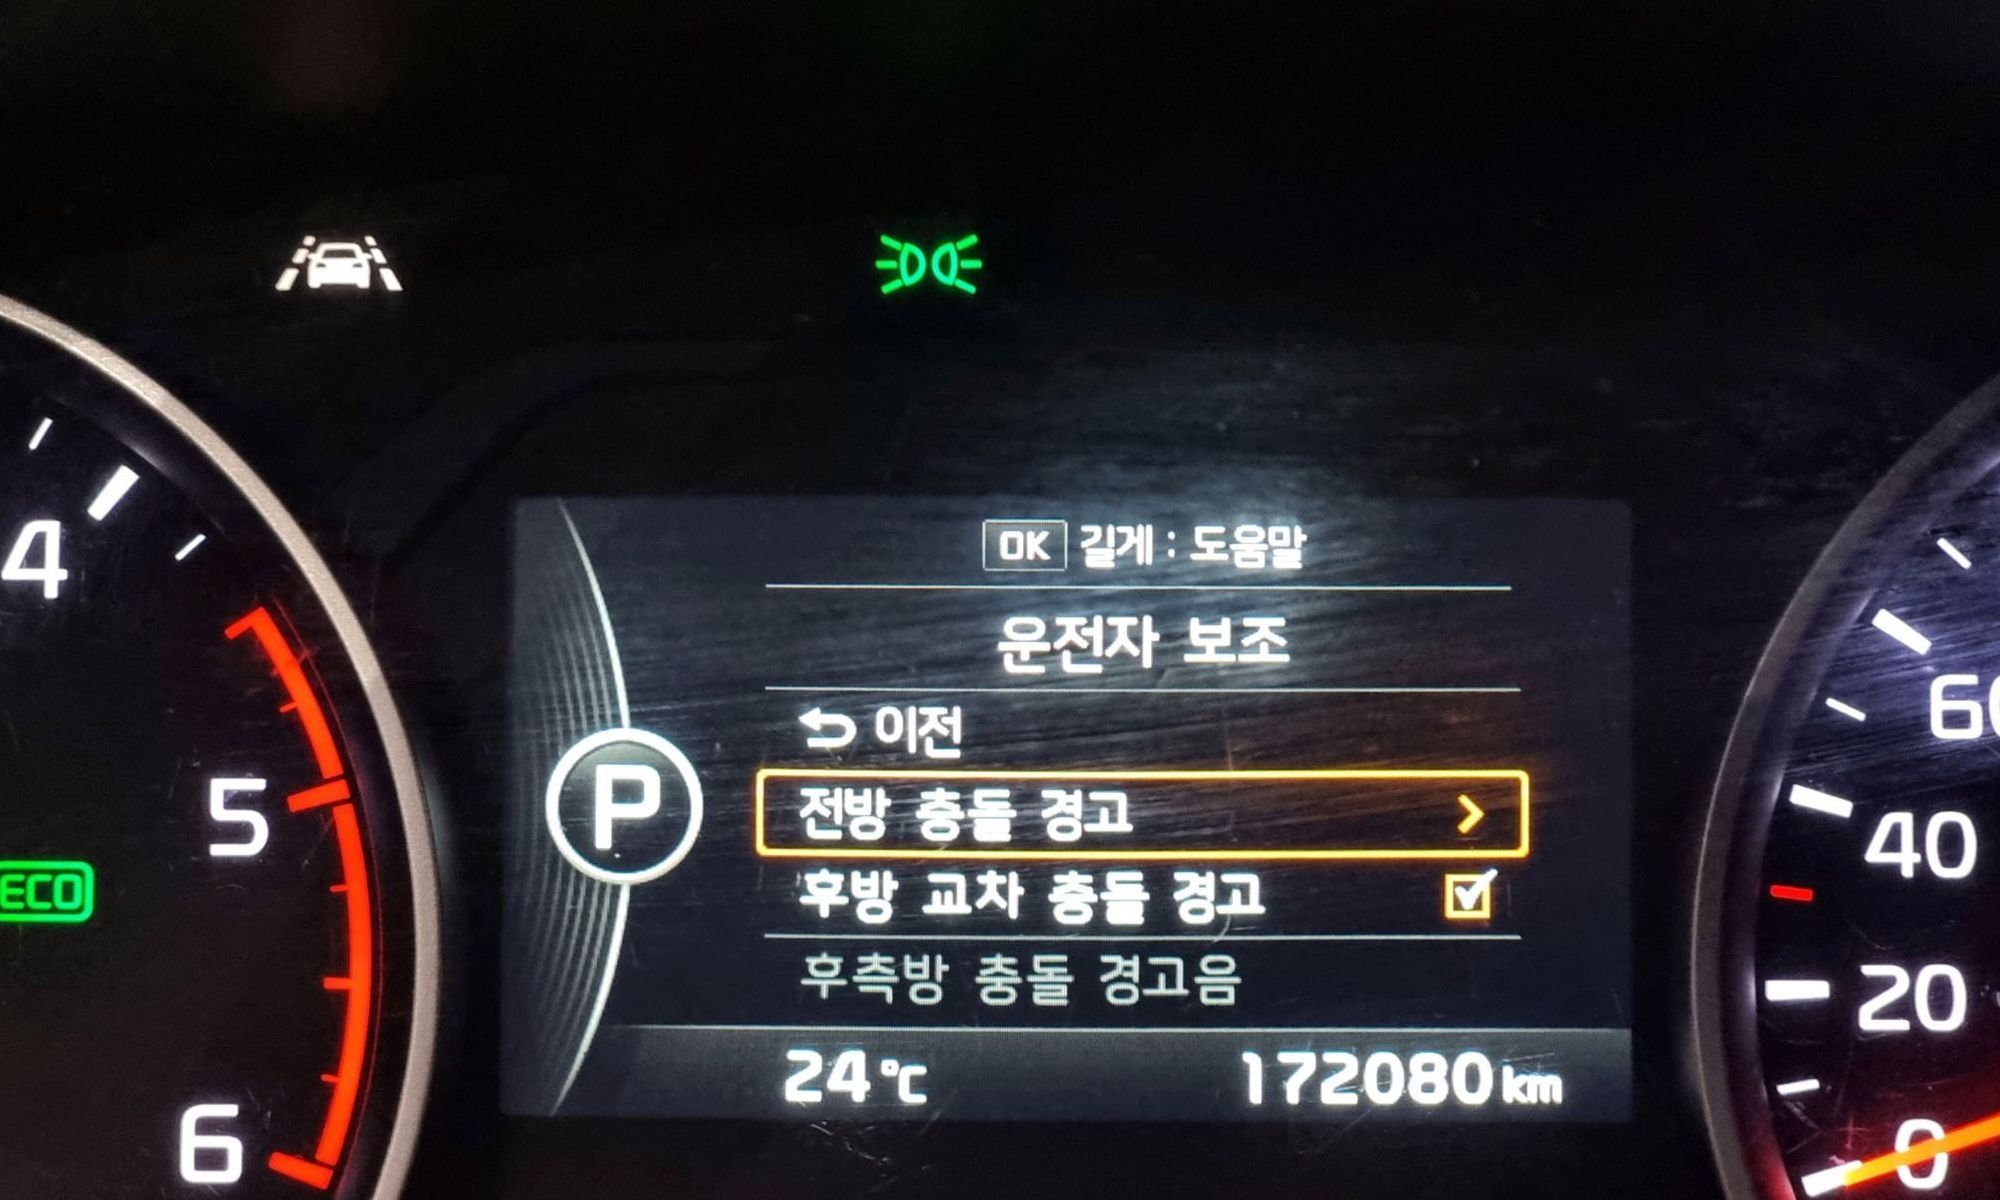 OK 길게 : 도움말
운전자 보조
이전
전방 충돌 경고
후방 교차 충돌 경고
후측방 충돌 경고음
P
24°C
172080 km
4
5
6
ECO
60
40
20
0